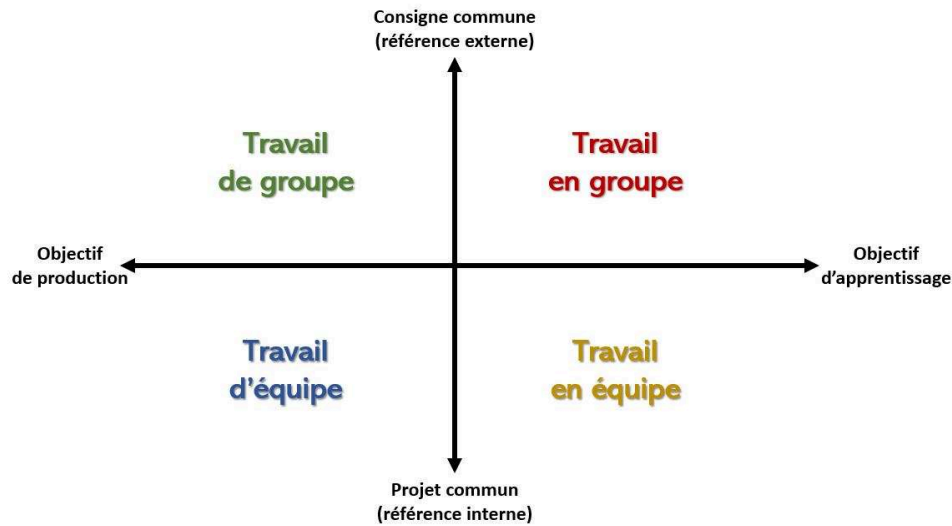 Consigne commune
(référence externe)
Travail
de groupe
Travail
en groupe
Objectif
de production
Objectif
d'apprentissage
Travail
d'équipe
Travail
en équipe
Projet commun
(référence interne)